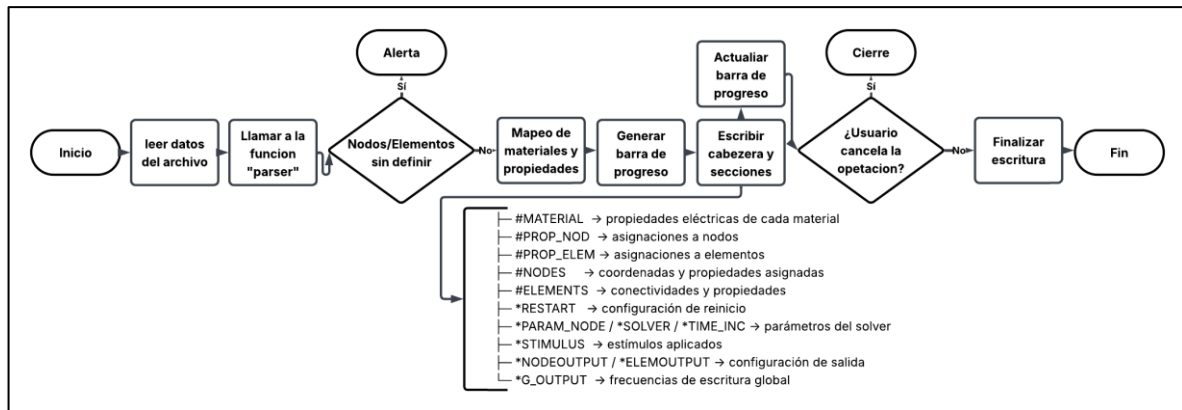 Inicio
leer datos
del archivo
Llamar a la
funcion
"parser"
Alerta
Sí
Nodos/Elementos
sin definir
No
Mapeo de
materiales y
propiedades
Generar
barra de
progreso
Escribir
cabezera y
secciones
Actualiar
barra de
progreso
Cierre
Sí
¿Usuario
cancela la
opetacion?
No
Finalizar
escritura
Fin
├─ #MATERIAL → propiedades eléctricas de cada material
├─ #PROP_NOD → asignaciones a nodos
├─ #PROP_ELEM → asignaciones a elementos
├─ #NODES → coordenadas y propiedades asignadas
├─ #ELEMENTS → conectividades y propiedades
├─ *RESTART → configuración de reinicio
├─ *PARAM_NODE / *SOLVER / *TIME_INC → parámetros del solver
├─ *STIMULUS → estímulos aplicados
├─ *NODEOUTPUT / *ELEMOUTPUT → configuración de salida
└─ *G_OUTPUT → frecuencias de escritura global